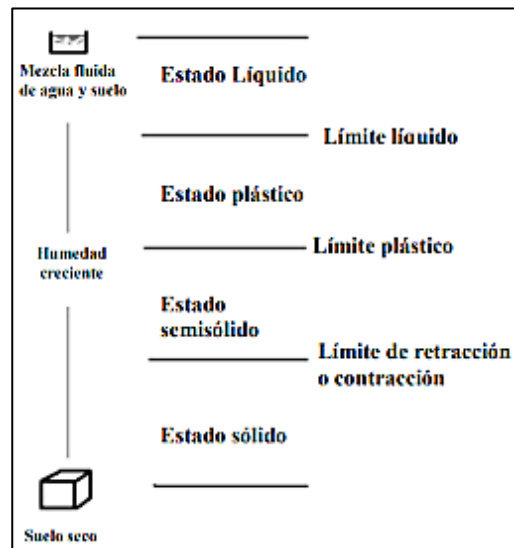 Mezcla fluida
de agua y suelo
Estado Líquido
Límite líquido
Estado plástico
Límite plástico
Humedad
creciente
Estado
semisólido
Límite de retracción
o contracción
Estado sólido
Suelo seco